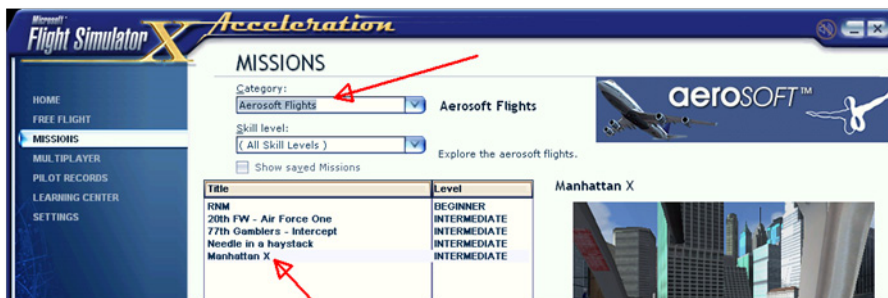 Microsoft
Flight Simulator X Acceleration
MISSIONS
Category:
Aerosoft Flights
Aerosoft Flights
Skill level:
( All Skill Levels )
Explore the aerosoft flights.
Show saved Missions
HOME
FREE FLIGHT
MISSIONS
MULTIPLAYER
PILOT RECORDS
LEARNING CENTER
SETTINGS
Title Level
RNM BEGINNER
20th FW - Air Force One INTERMEDIATE
77th Gamblers - Intercept INTERMEDIATE
Needle in a haystack INTERMEDIATE
Manhattan X INTERMEDIATE
aeroSOFT™
Manhattan X